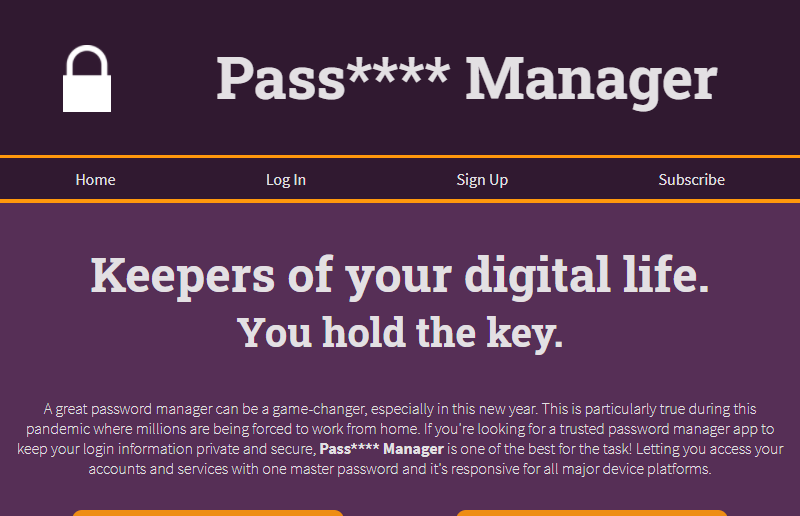 Pass**** Manager
Home
Log In
Sign Up
Subscribe
Keepers of your digital life.
You hold the key.
A great password manager can be a game-changer, especially in this new year. This is particularly true during this
pandemic where millions are being forced to work from home. If you're looking for a trusted password manager app to
keep your login information private and secure, Pass**** Manager is one of the best for the task! Letting you access your
accounts and services with one master password and it's responsive for all major device platforms.